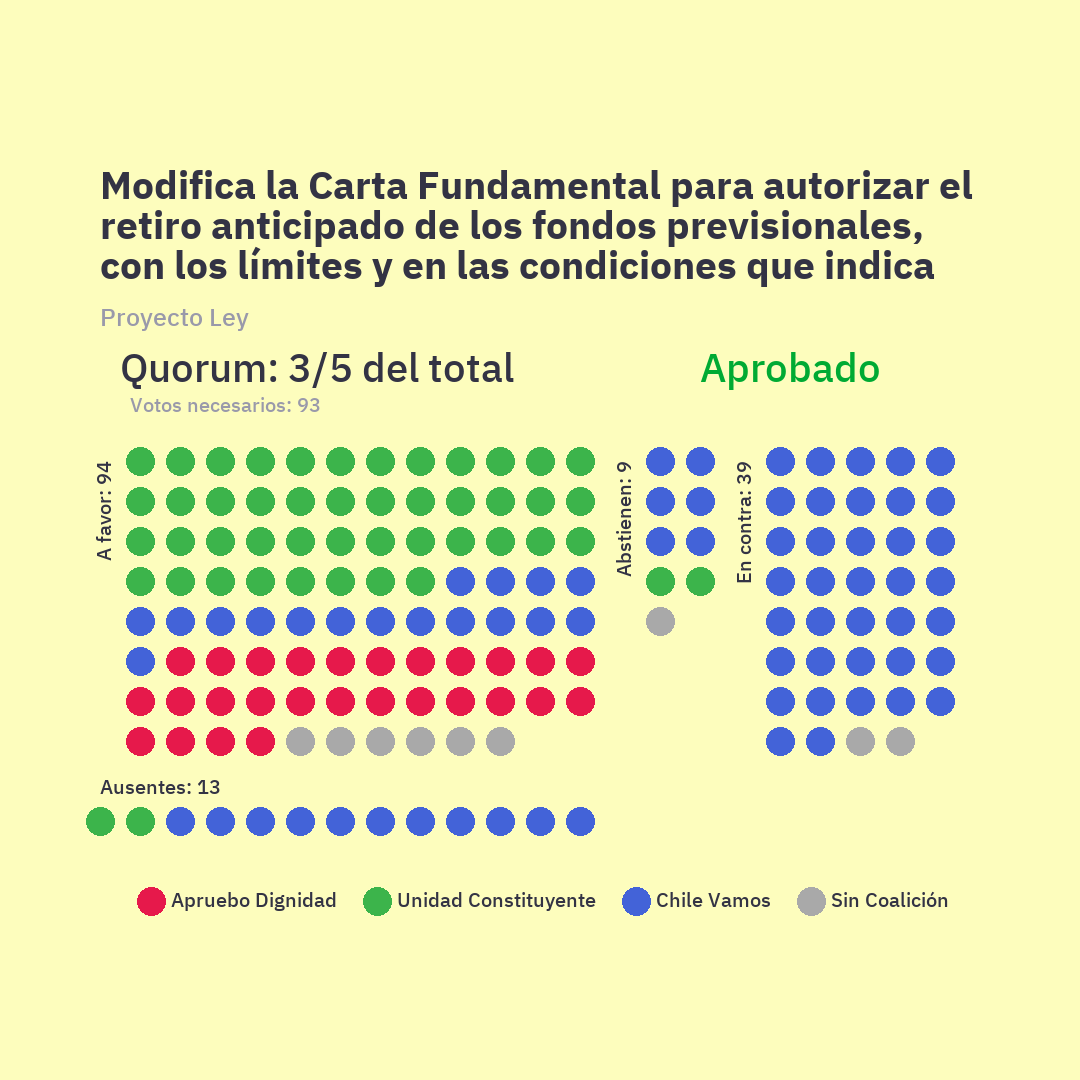 Modifica la Carta Fundamental para autorizar el
retiro anticipado de los fondos previsionales,
con los límites y en las condiciones que indica
Proyecto Ley
Quorum: 3/5 del total
Aprobado
Votos necesarios: 93
A favor: 94
Abstienen: 9
En contra: 39
Ausentes: 13
Apruebo Dignidad
Unidad Constituyente
Chile Vamos
Sin Coalición